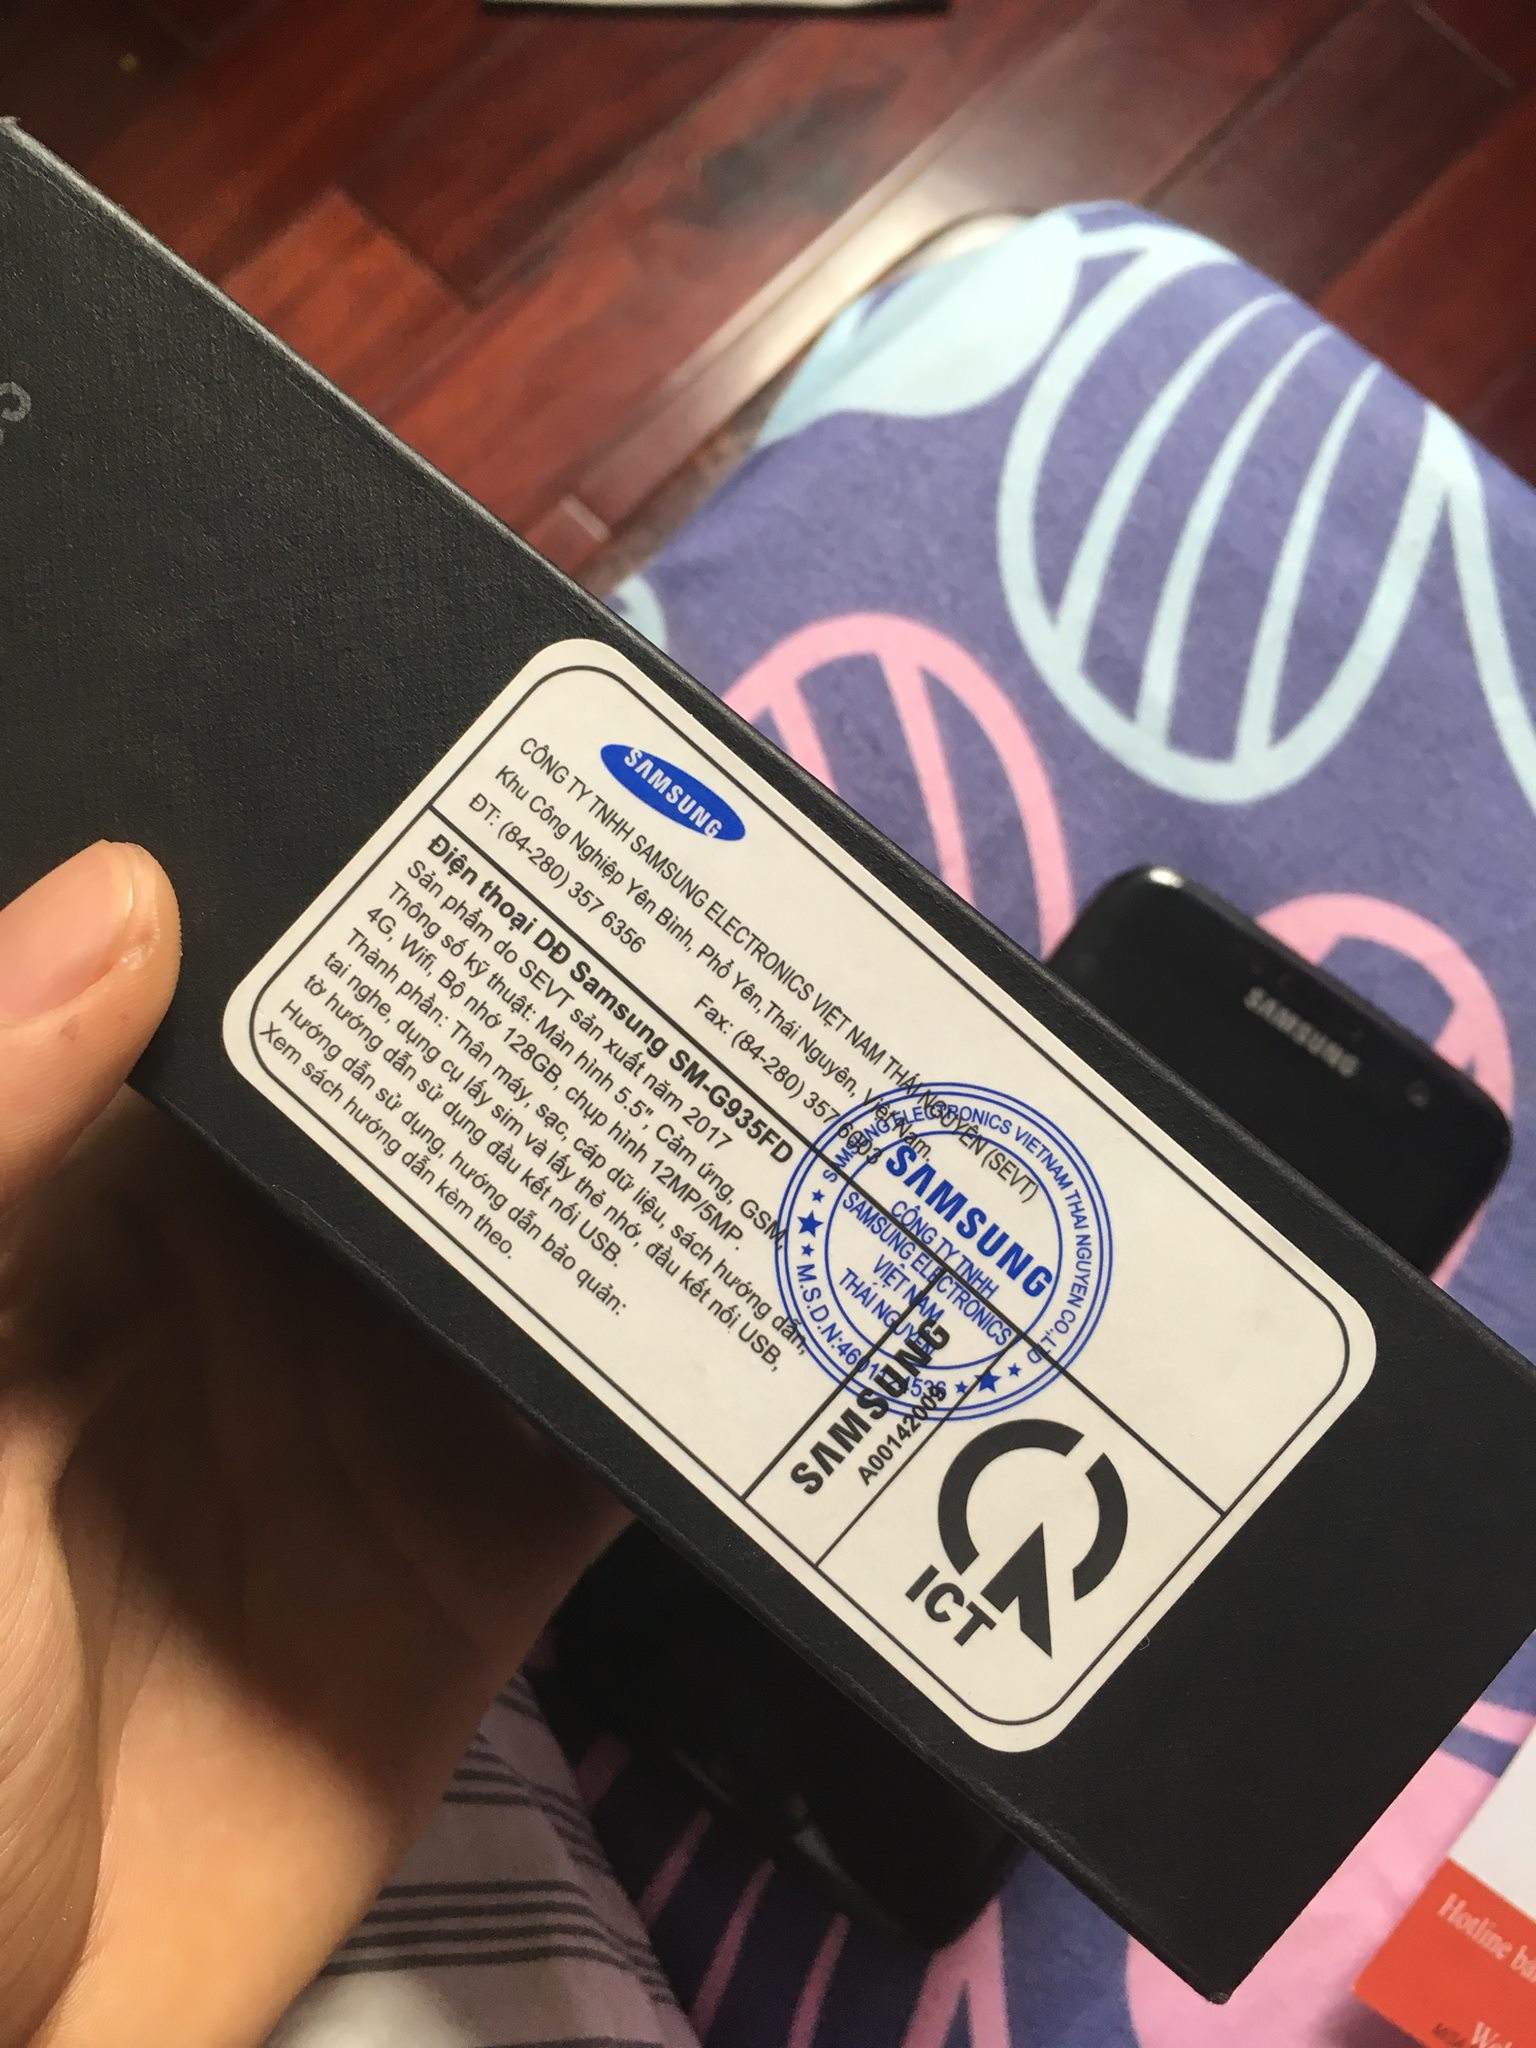 SAMSUNG
CÔNG TY TNHH SAMSUNG ELECTRONICS VIỆT NAM THÁI NGUYÊN (SEVT)
Khu Công Nghiệp Yên Bình, Phổ Yên,Thái Nguyên, Việt Nam.
ĐT: (84-280) 357 6356 Fax: (84-280) 357 6393
Điện thoại DĐ Samsung SM-G935FD
Sản phẩm do SEVT sản xuất năm 2017
Thông số kỹ thuật: Màn hình 5.5", Cảm ứng, GSM,
4G, Wifi, Bộ nhớ 128GB, chụp hình 12MP/5MP.
Thành phần: Thân máy, sạc, cáp dữ liệu, sách hướng dẫn,
tai nghe, dụng cụ lấy sim và lấy thẻ nhớ, đầu kết nối USB,
tờ hướng dẫn sử dụng đầu kết nối USB.
Hướng dẫn sử dụng, hướng dẫn bảo quản:
Xem sách hướng dẫn kèm theo.
SAMSUNG ELECTRONICS VIETNAM THAI NGUYEN CO.,LTD
SAMSUNG
CÔNG TY TNHH
SAMSUNG ELECTRONICS
VIỆT NAM
THÁI NGUYÊN
M.S.D.N:
SAMSUNG
A00142009
ICT
SAMSUNG
Hotline